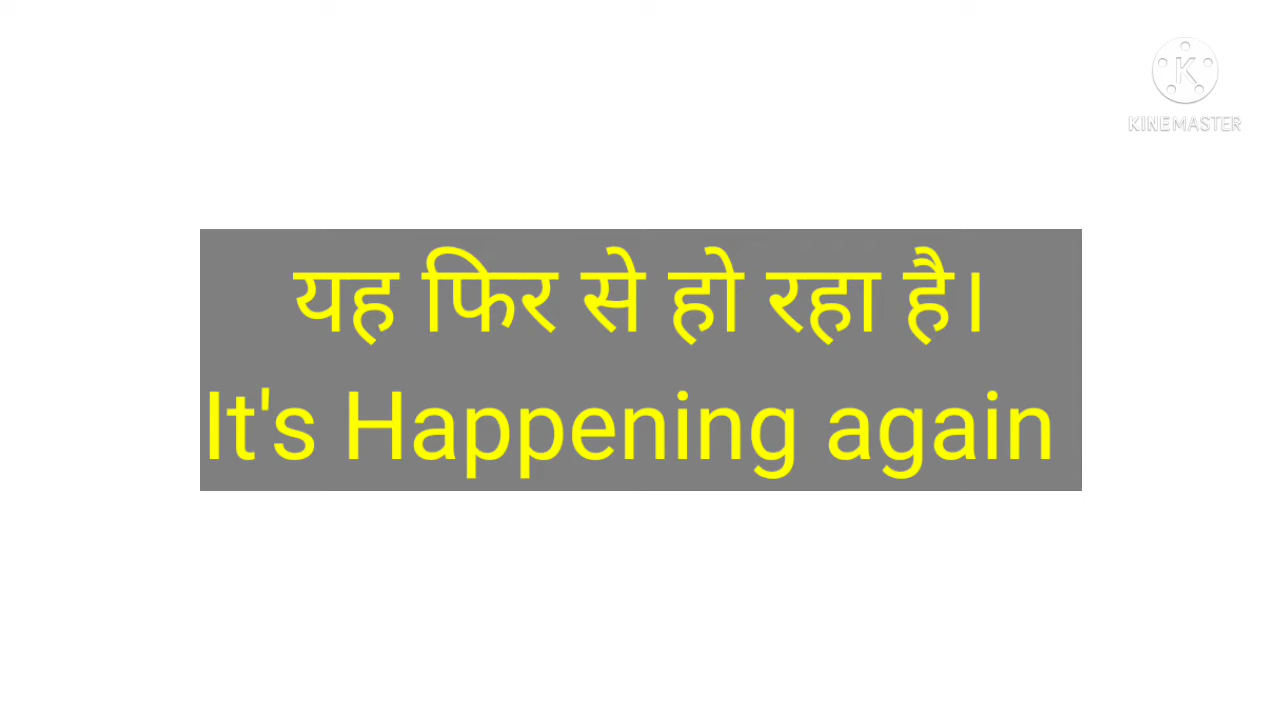 K
KINEMASTER
यह फिर से हो रहा है।
It's Happening again